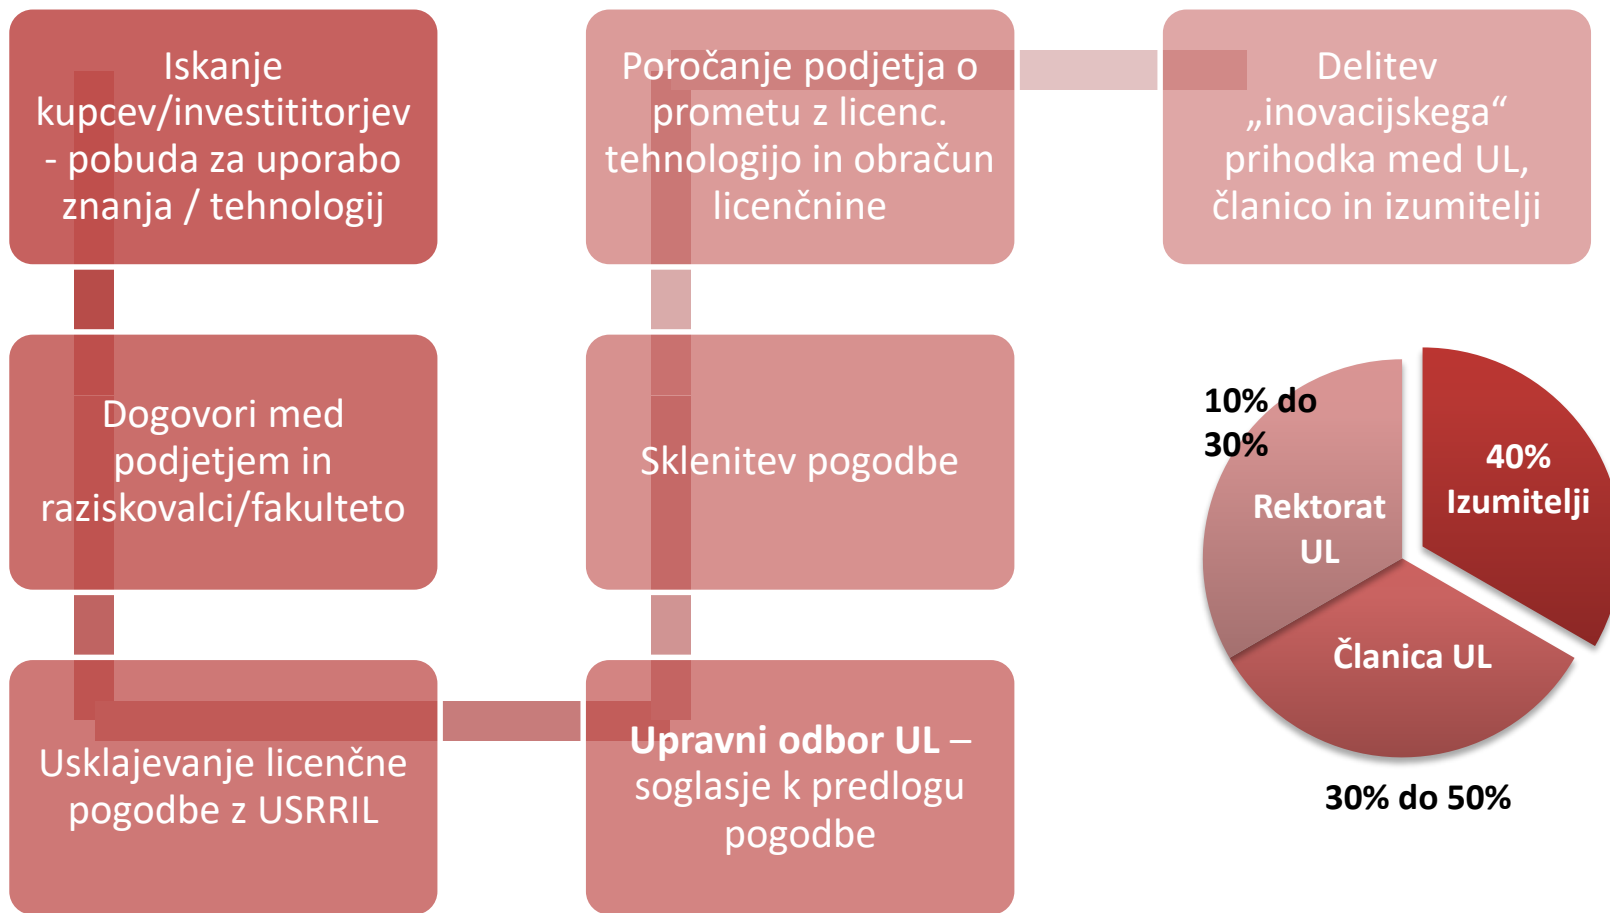 Iskanje
kupcev/investititorjev
- pobuda za uporabo
znanja / tehnologij
Dogovori med
podjetjem in
raziskovalci/fakulteto
Usklajevanje licenčne
pogodbe z USRRIL
Upravni odbor UL –
soglasje k predlogu
pogodbe
Sklenitev pogodbe
Poročanje podjetja o
prometu z licenc.
tehnologijo in obračun
licenčnine
Delitev
„inovacijskega“
prihodka med UL,
članico in izumitelji
10% do
30%
Rektorat
UL
40%
Izumitelji
Članica UL
30% do 50%